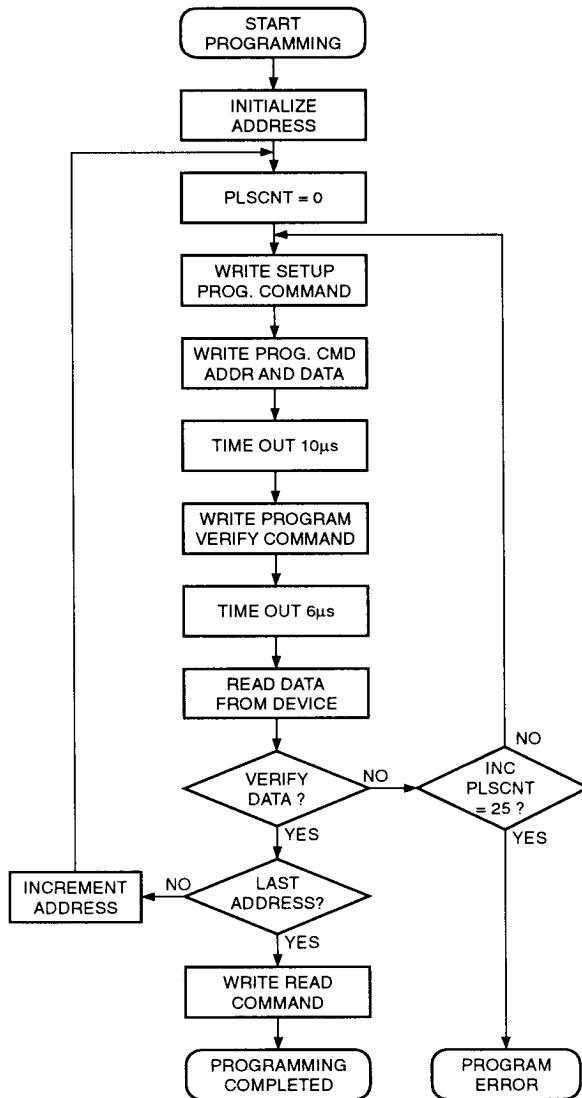 START
PROGRAMMING
INITIALIZE
ADDRESS
PLSCNT = 0
WRITE SETUP
PROG. COMMAND
WRITE PROG. CMD
ADDR AND DATA
TIME OUT 10µs
WRITE PROGRAM
VERIFY COMMAND
TIME OUT 6µs
READ DATA
FROM DEVICE
VERIFY
DATA ?
NO
YES
INC
PLSCNT
= 25 ?
NO
YES
LAST
ADDRESS?
NO
YES
INCREMENT
ADDRESS
WRITE READ
COMMAND
PROGRAMMING
COMPLETED
PROGRAM
ERROR